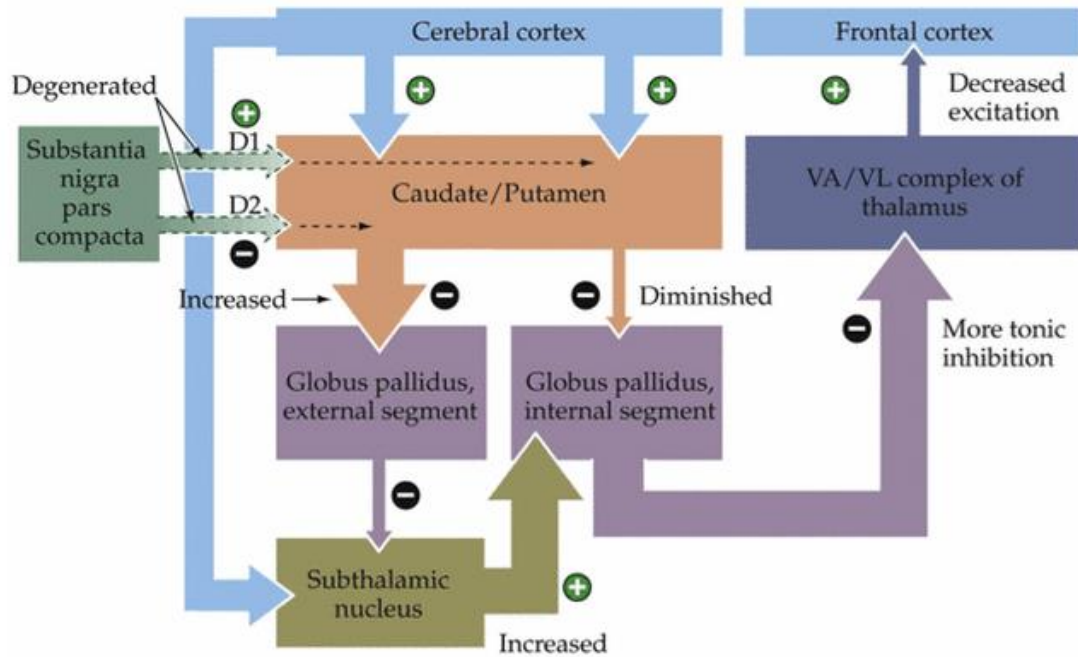 Cerebral cortex
Frontal cortex
Degenerated
+
+
+
+
Decreased
excitation
D1
Substantia
nigra
pars
compacta
Caudate/Putamen
VA/VL complex of
thalamus
D2
−
Increased
−
−
Diminished
−
More tonic
inhibition
Globus pallidus,
external segment
Globus pallidus,
internal segment
−
Subthalamic
nucleus
+
Increased